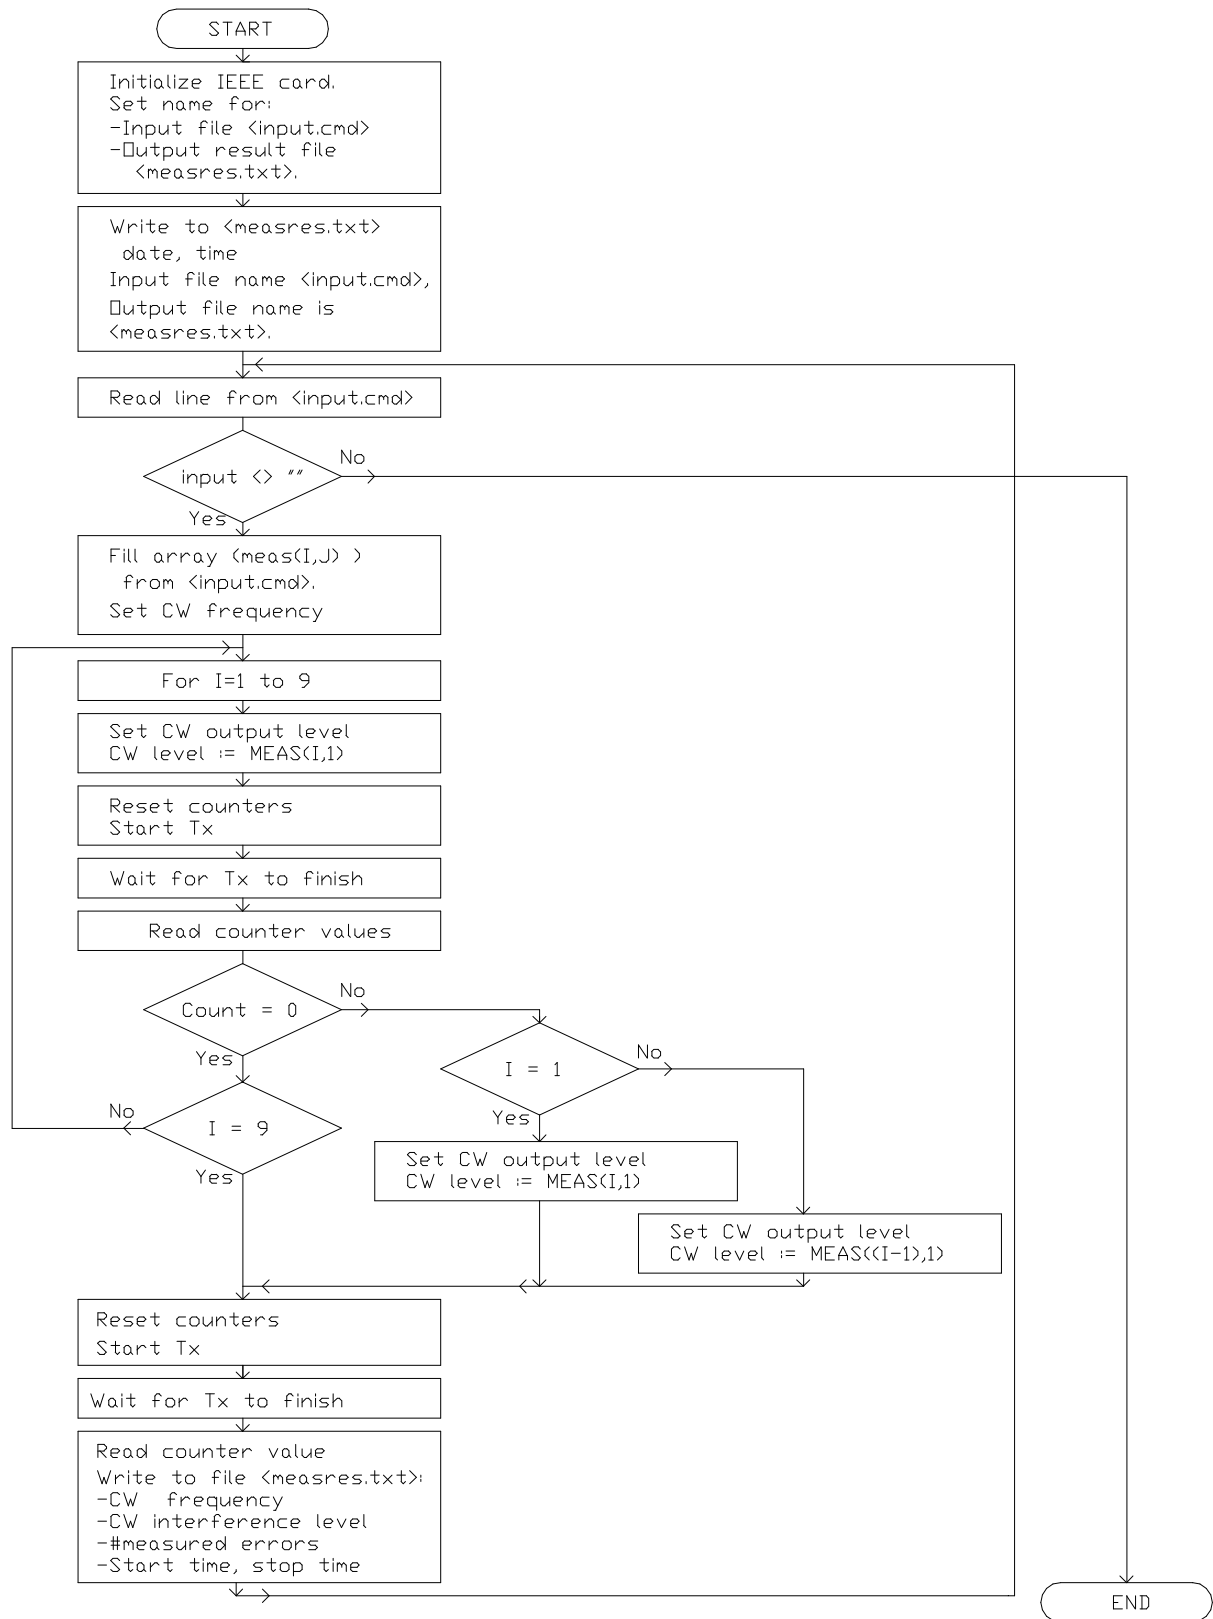 START
Initialize IEEE card.
Set name for:
-Input file <input.cmd>
-Output result file
<measres.txt>.
Write to <measres.txt>
date, time
Input file name <input.cmd>,
Output file name is
<measres.txt>.
Read line from <input.cmd>
input <> ""
No
Yes
Fill array (meas(I,J) )
from <input.cmd>.
Set CW frequency
For I=1 to 9
Set CW output level
CW level := MEAS(I,1)
Reset counters
Start Tx
Wait for Tx to finish
Read counter values
Count = 0
No
Yes
I = 1
No
Yes
I = 9
No
Yes
Set CW output level
CW level := MEAS(I,1)
Set CW output level
CW level := MEAS((I-1),1)
Reset counters
Start Tx
Wait for Tx to finish
Read counter value
Write to file <measres.txt>:
-CW frequency
-CW interference level
-#measured errors
-Start time, stop time
END